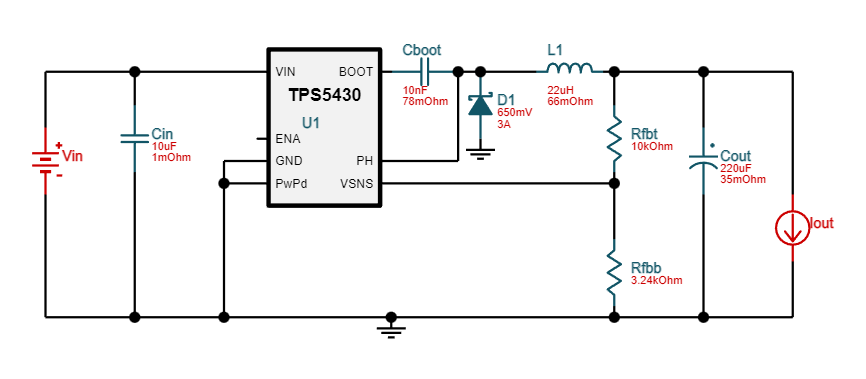 Cboot
L1
VIN
BOOT
10nF
78mOhm
22uH
66mOhm
TPS5430
U1
D1
650mV
3A
+
Vin
-
Cin
10uF
1mOhm
ENA
GND
PH
PwPd
VSNS
Rfbt
10kOhm
Cout
220uF
35mOhm
Iout
Rfbb
3.24kOhm